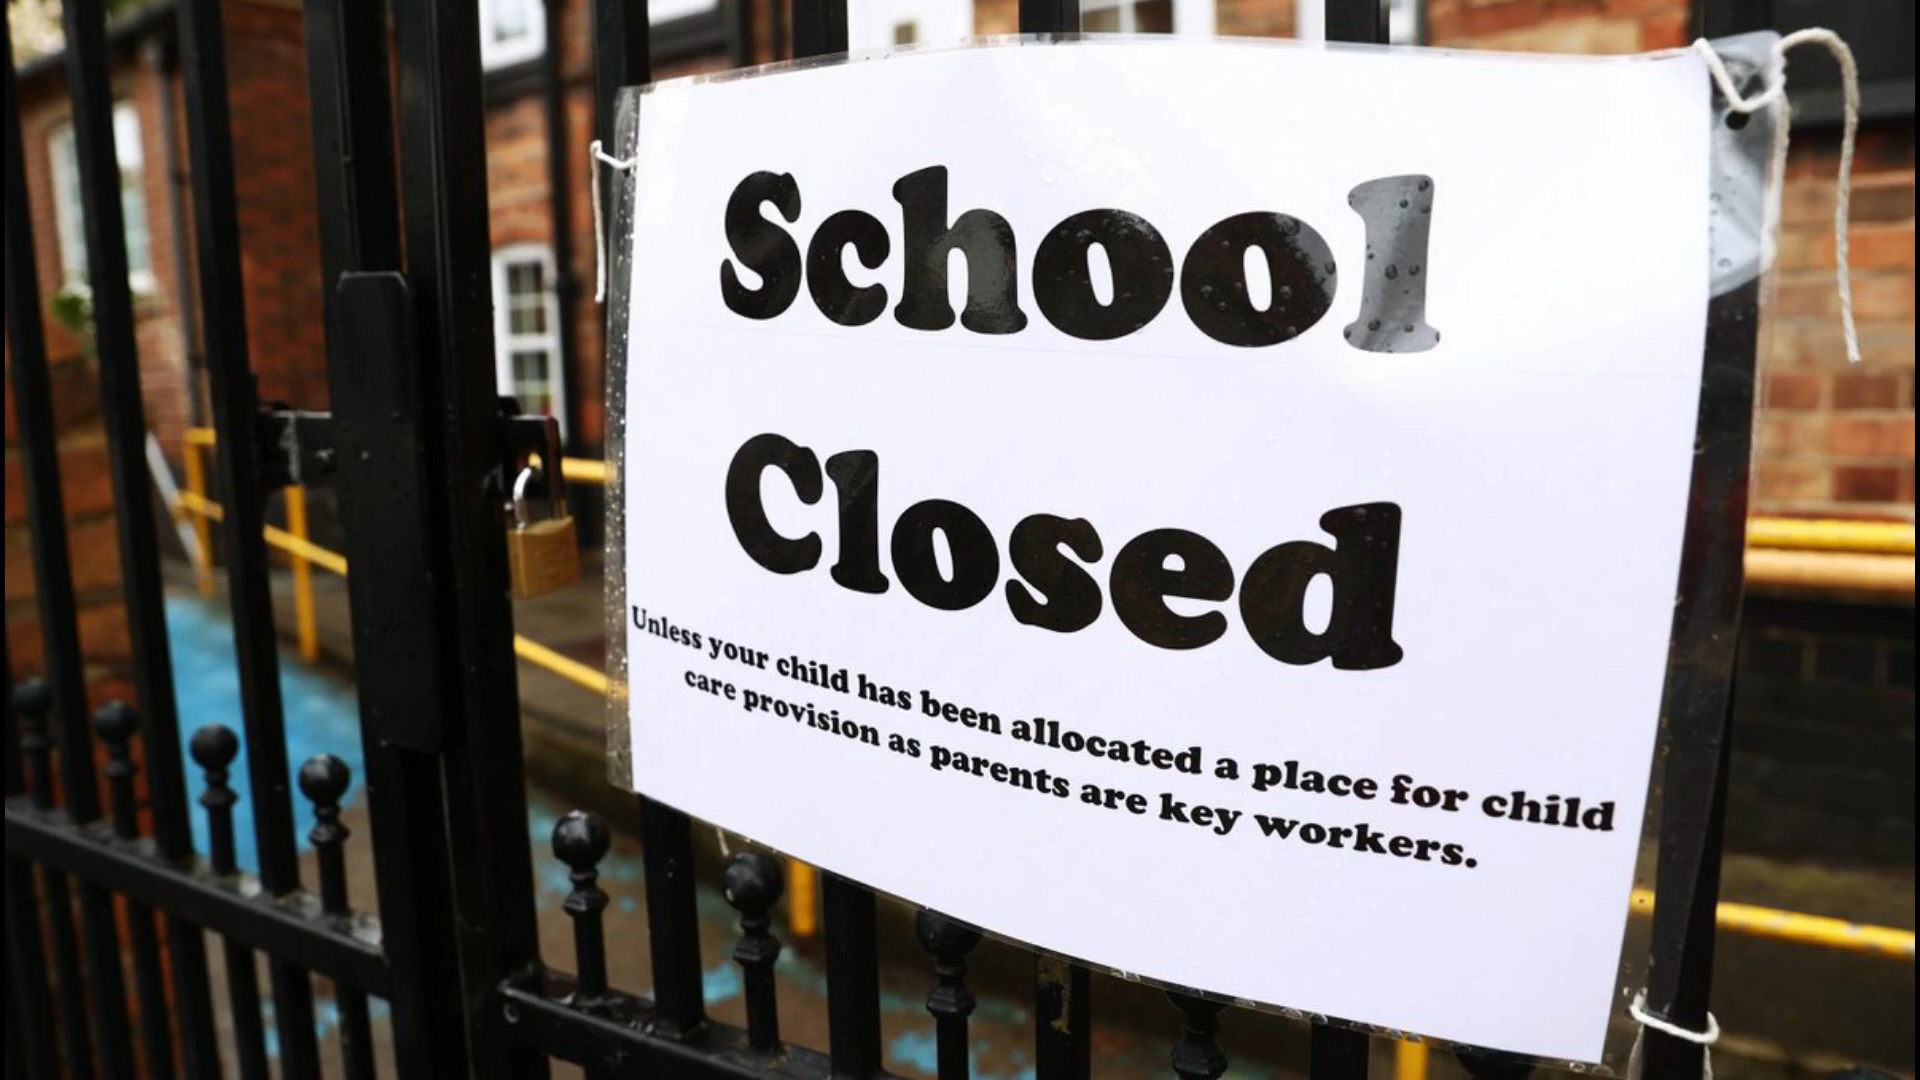 School
Closed
Unless your child has been allocated a place for child
care provision as parents are key workers.